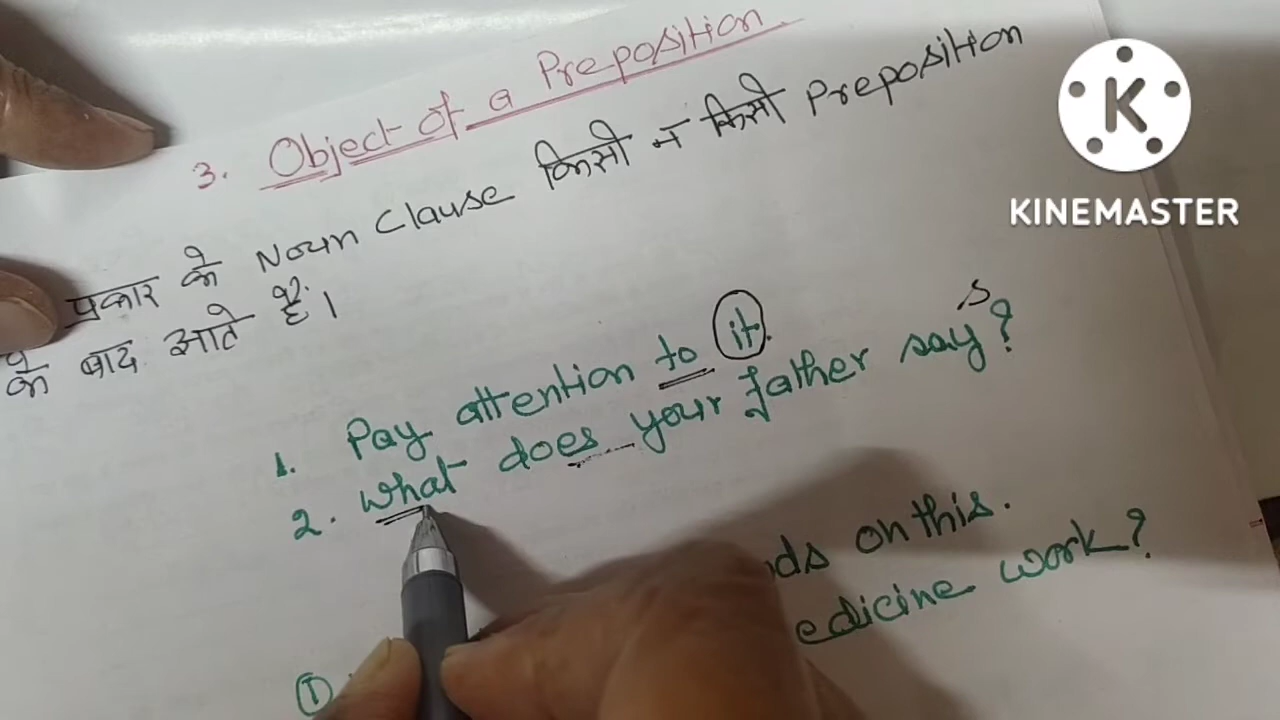 3. Object of a Preposition
प्रकार के Noun Clause किसी न किसी Preposition
के बाद आते हैं।
1. Pay attention to it.
s
2. What does your father say?
on this.
work?
①
K
KINEMASTER